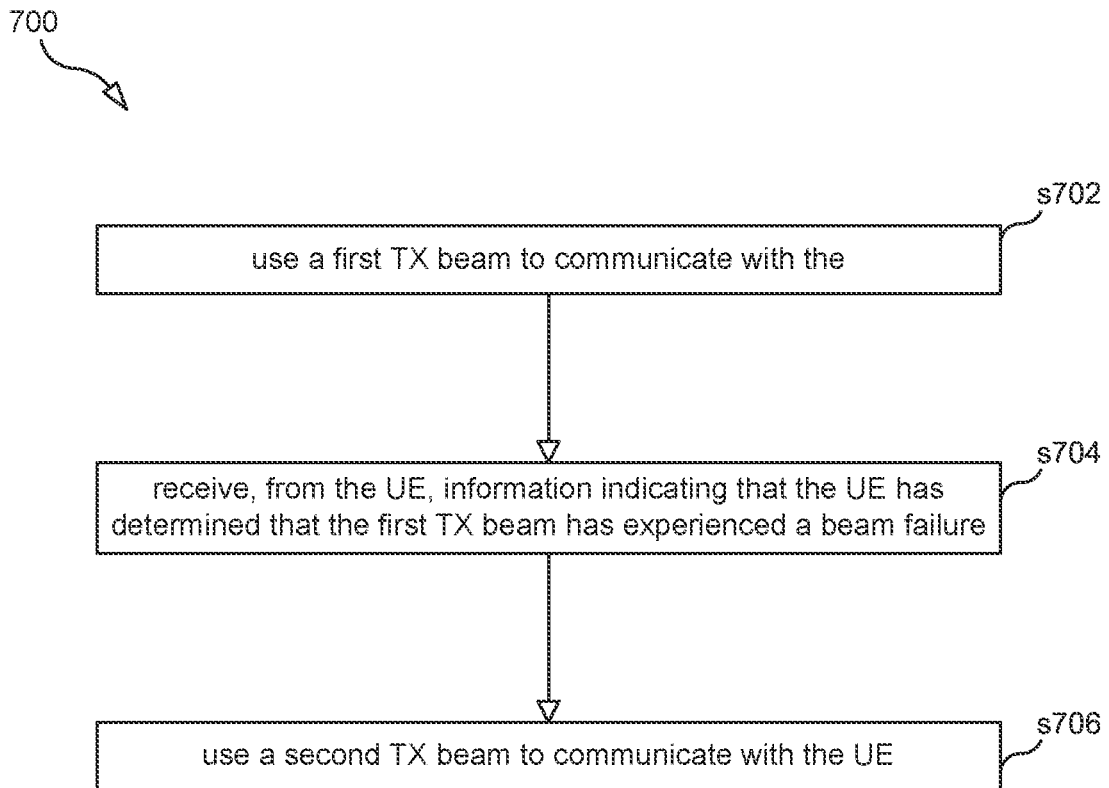 700
s702
use a first TX beam to communicate with the
s704
receive, from the UE, information indicating that the UE has
determined that the first TX beam has experienced a beam failure
s706
use a second TX beam to communicate with the UE